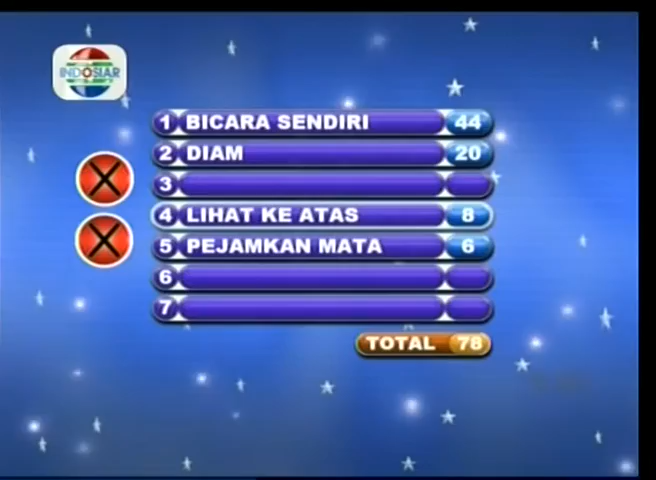 INDOSIAR
1 BICARA SENDIRI 44
2 DIAM 20
3
4 LIHAT KE ATAS 8
5 PEJAMKAN MATA 6
6
7
TOTAL 78